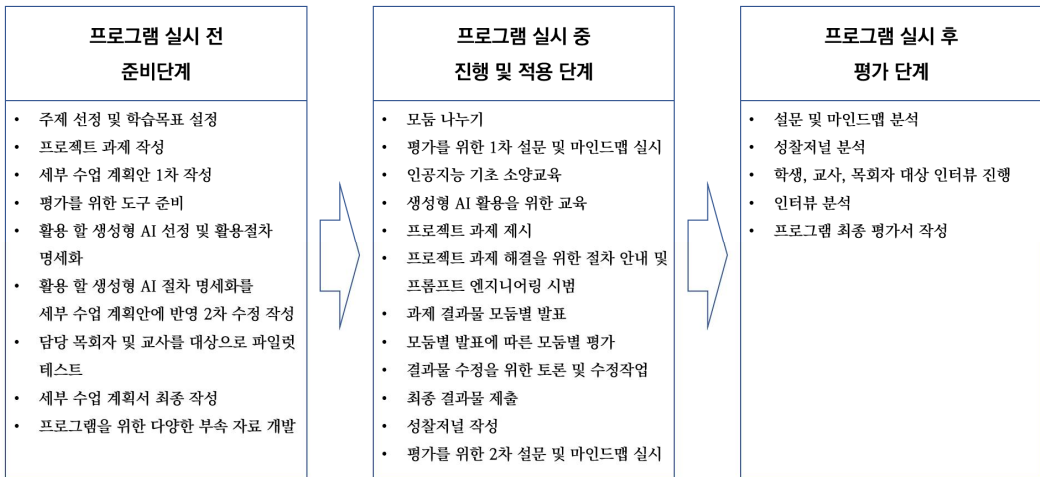 프로그램 실시 전
준비단계
• 주제 선정 및 학습목표 설정
• 프로젝트 과제 작성
• 세부 수업 계획안 1차 작성
• 평가를 위한 도구 준비
• 활용 할 생성형 AI 선정 및 활용절차
명세화
• 활용 할 생성형 AI 절차 명세화를
세부 수업 계획안에 반영 2차 수정 작성
• 담당 목회자 및 교사를 대상으로 파일럿
테스트
• 세부 수업 계획서 최종 작성
• 프로그램을 위한 다양한 부속 자료 개발
프로그램 실시 중
진행 및 적용 단계
• 모둠 나누기
• 평가를 위한 1차 설문 및 마인드맵 실시
• 인공지능 기초 소양교육
• 생성형 AI 활용을 위한 교육
• 프로젝트 과제 제시
• 프로젝트 과제 해결을 위한 절차 안내 및
프롬프트 엔지니어링 시범
• 과제 결과물 모둠별 발표
• 모둠별 발표에 따른 모둠별 평가
• 결과물 수정을 위한 토론 및 수정작업
• 최종 결과물 제출
• 성찰저널 작성
• 평가를 위한 2차 설문 및 마인드맵 실시
프로그램 실시 후
평가 단계
• 설문 및 마인드맵 분석
• 성찰저널 분석
• 학생, 교사, 목회자 대상 인터뷰 진행
• 인터뷰 분석
• 프로그램 최종 평가서 작성